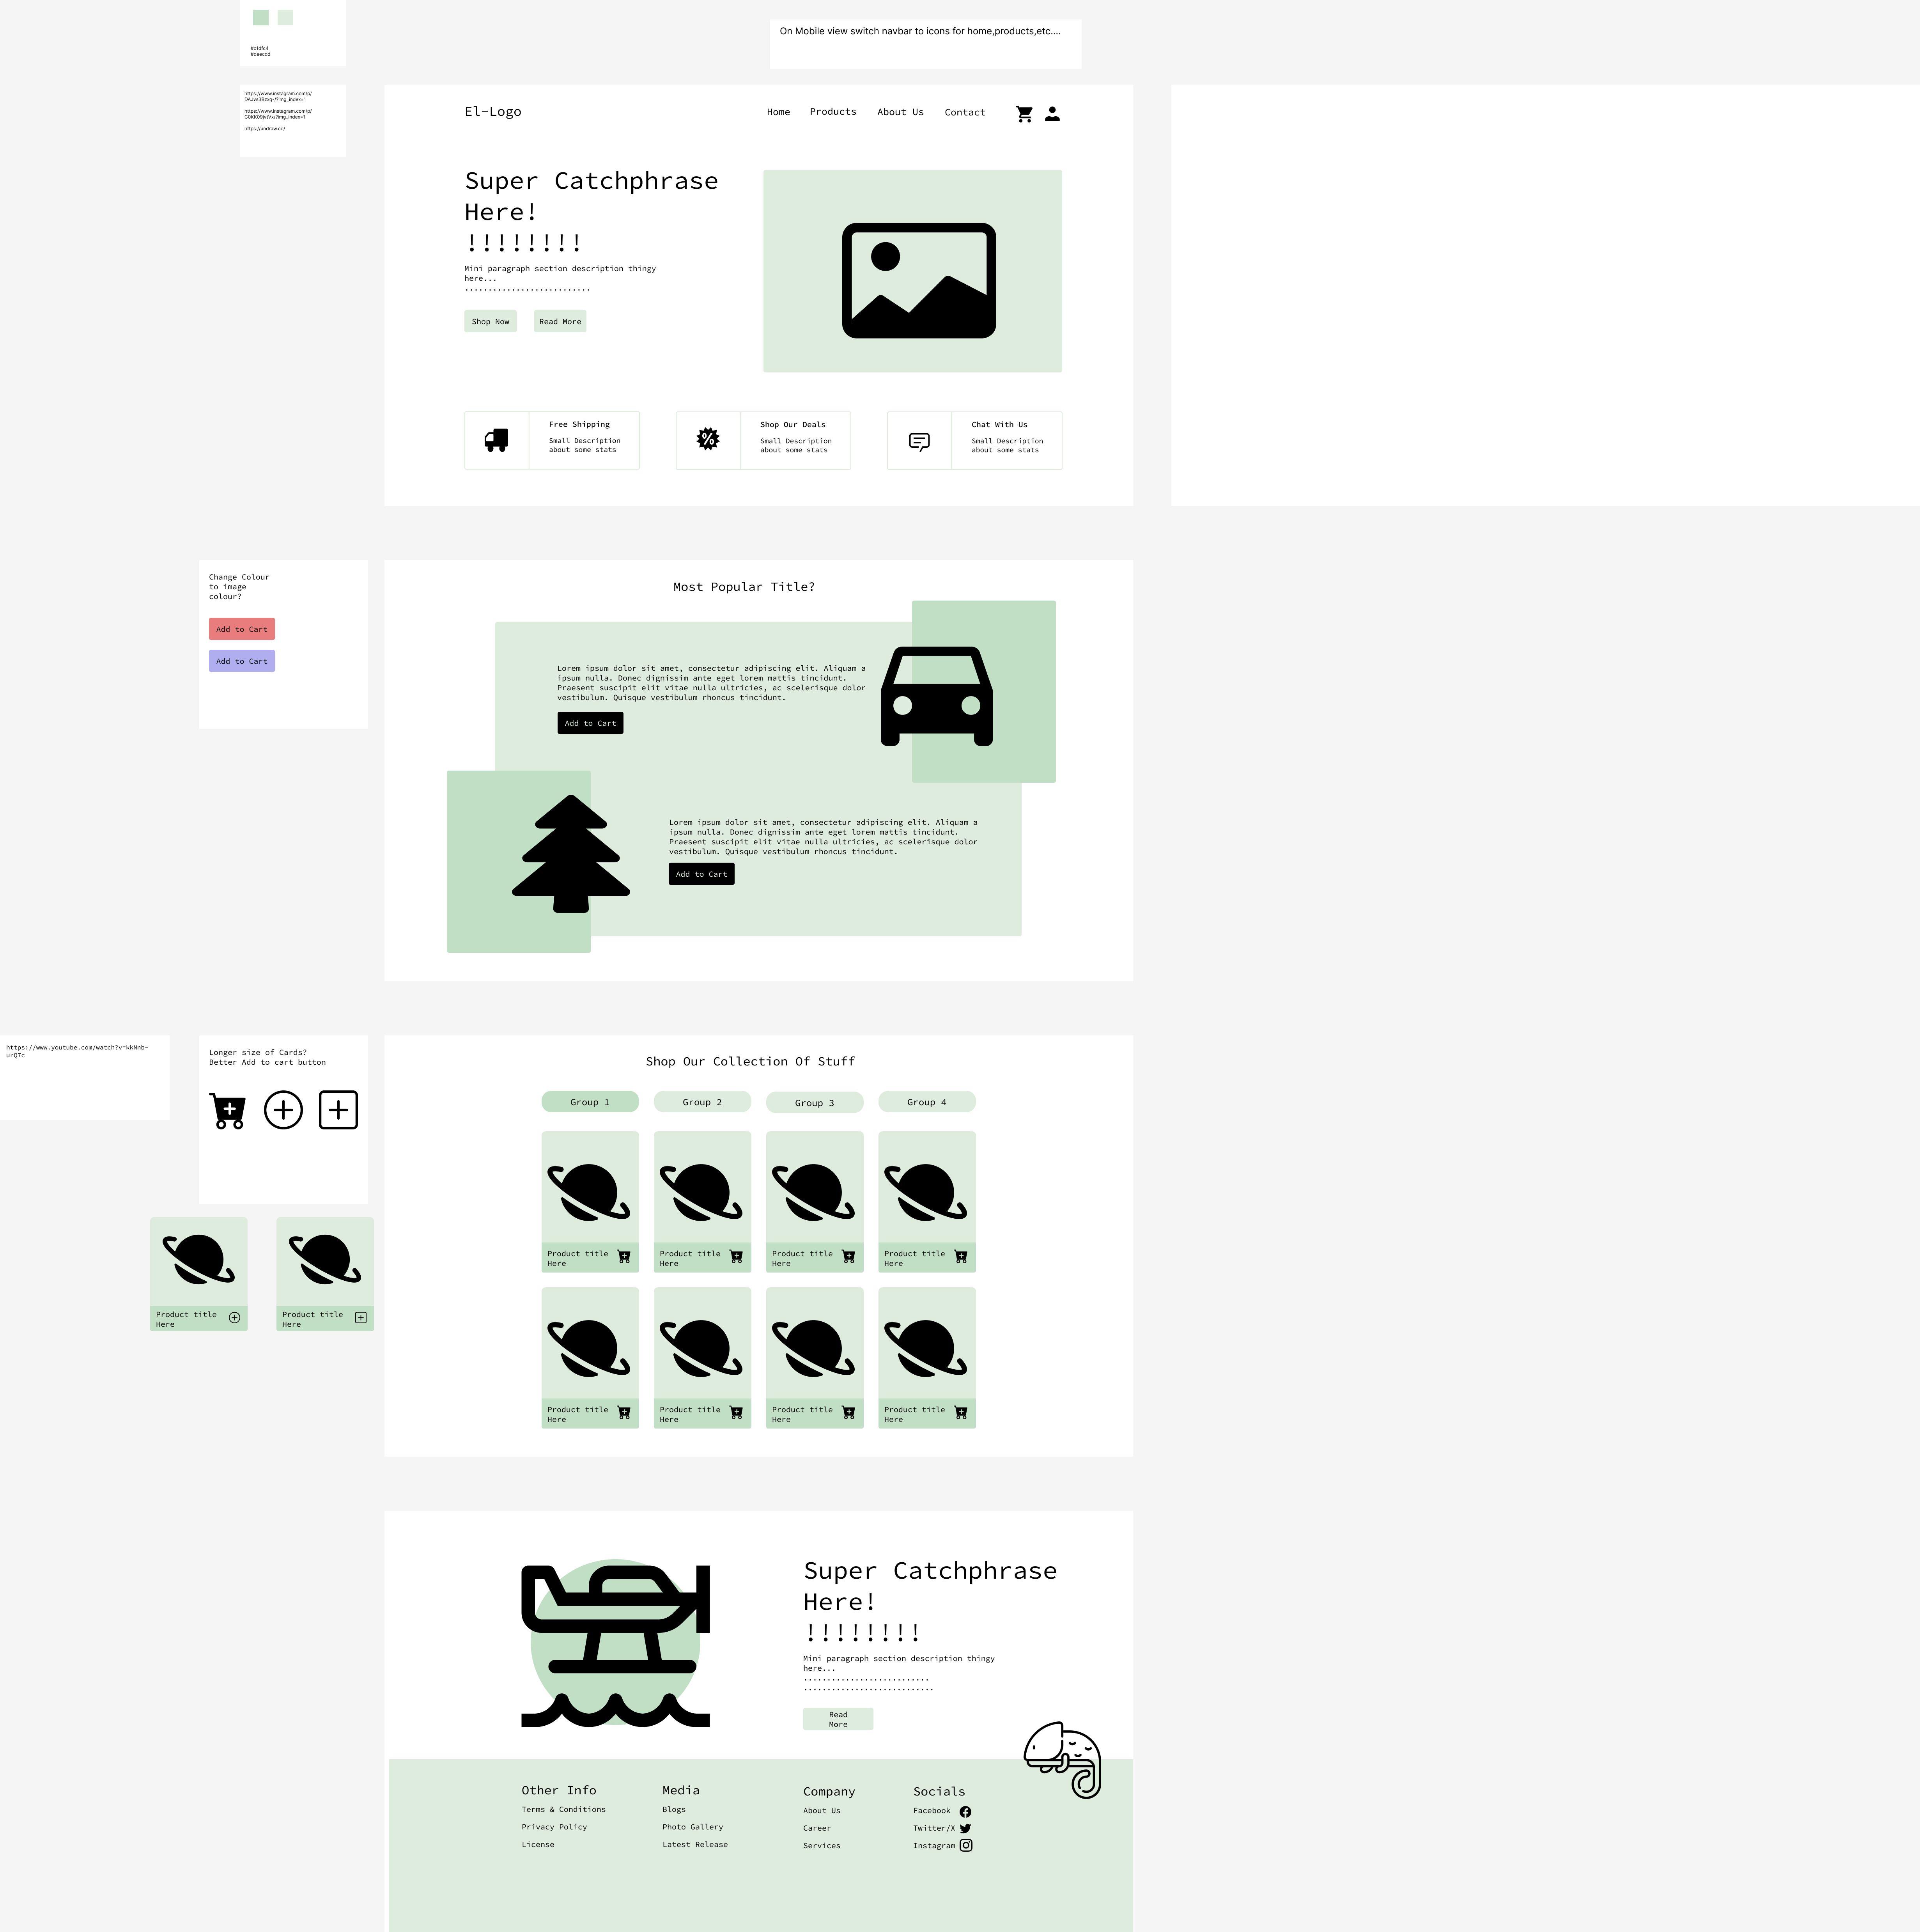 #c1dfc4
#deecdd
On Mobile view switch navbar to icons for home,products,etc....
https://www.instagram.com/p/
https://www.instagram.com/p/
https://undraw.co/
El-Logo
Home Products About Us Contact
Super Catchphrase
Here!
!!!!!!!!
Mini paragraph section description thingy
here...
...........................
Shop Now Read More
Free Shipping
Small Description
about some stats
Shop Our Deals
Small Description
about some stats
Chat With Us
Small Description
about some stats
Change Colour
to image
colour?
Add to Cart
Add to Cart
Most Popular Title?
Lorem ipsum dolor sit amet, consectetur adipiscing elit. Aliquam a
ipsum nulla. Donec dignissim ante eget lorem mattis tincidunt.
Praesent suscipit elit vitae nulla ultricies, ac scelerisque dolor
vestibulum. Quisque vestibulum rhoncus tincidunt.
Add to Cart
Lorem ipsum dolor sit amet, consectetur adipiscing elit. Aliquam a
ipsum nulla. Donec dignissim ante eget lorem mattis tincidunt.
Praesent suscipit elit vitae nulla ultricies, ac scelerisque dolor
vestibulum. Quisque vestibulum rhoncus tincidunt.
Add to Cart
https://www.youtube.com/watch?v=kkNnb-
urQ7c
Longer size of Cards?
Better Add to cart button
Product title
Here
Product title
Here
Shop Our Collection Of Stuff
Group 1 Group 2 Group 3 Group 4
Product title
Here
Product title
Here
Product title
Here
Product title
Here
Product title
Here
Product title
Here
Product title
Here
Product title
Here
Super Catchphrase
Here!
!!!!!!!!
Mini paragraph section description thingy
here...
...........................
............................
Read
More
Other Info
Terms & Conditions
Privacy Policy
License
Media
Blogs
Photo Gallery
Latest Release
Company
About Us
Career
Services
Socials
Facebook
Twitter/X
Instagram